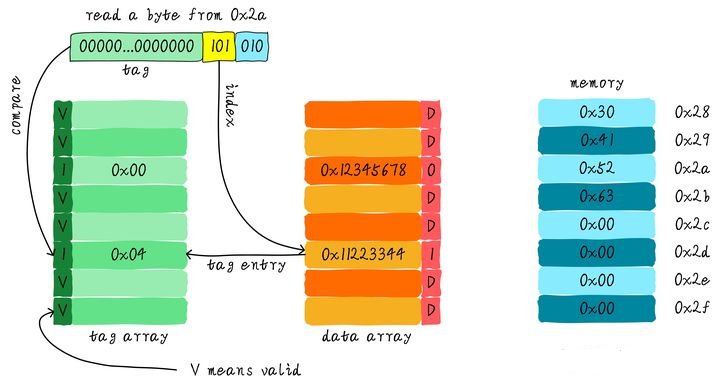 read a byte from 0x2a
00000...0000000 101 010
tag
compare
index
memory
V D 0x30 0x28
V D 0x41 0x29
1 0x00 0x12345678 0 0x52 0x2a
V D 0x63 0x2b
V D 0x00 0x2c
1 0x04 tag entry 0x11223344 1 0x00 0x2d
V D 0x00 0x2e
V D 0x00 0x2f
tag array data array
V means valid